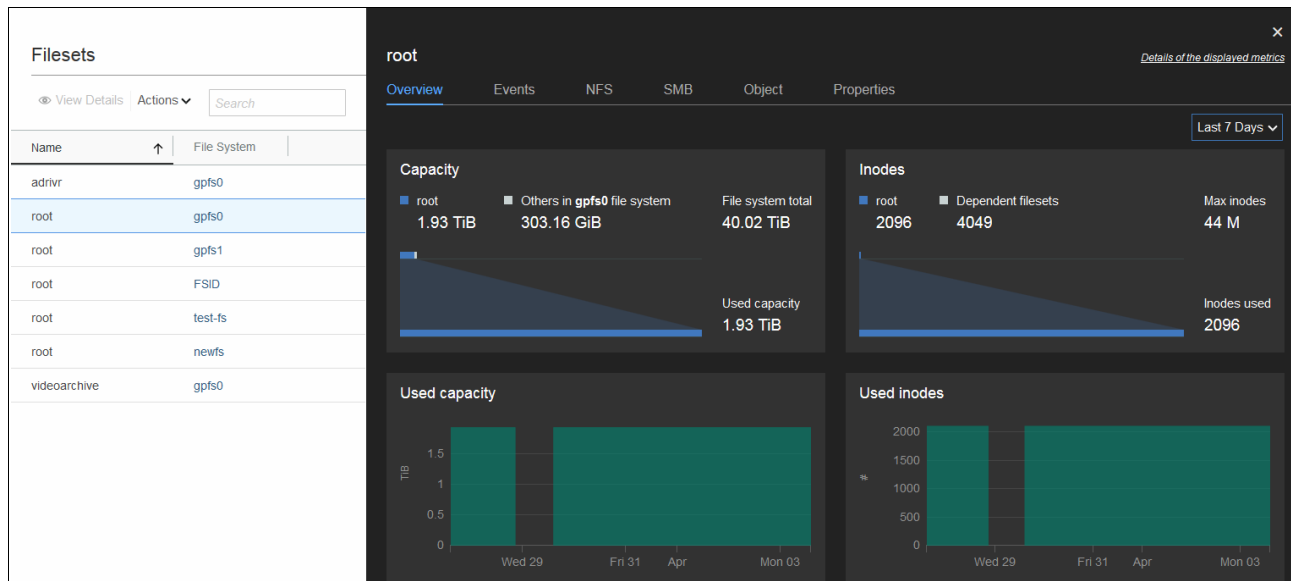 Filesets
View Details Actions Search
Name File System
adrivr gpfs0
root gpfs0
root gpfs1
root FSID
root test-fs
root newfs
videoarchive gpfs0
root
Details of the displayed metrics
Overview Events NFS SMB Object Properties
Last 7 Days
Capacity
root Others in gpfs0 file system File system total
1.93 TiB 303.16 GiB 40.02 TiB
Used capacity
1.93 TiB
Inodes
root Dependent filesets Max inodes
2096 4049 44 M
Inodes used
2096
Used capacity
TiB
1.5
1
0.5
0
Wed 29 Fri 31 Apr Mon 03
Used inodes
#
2000
1500
1000
500
0
Wed 29 Fri 31 Apr Mon 03